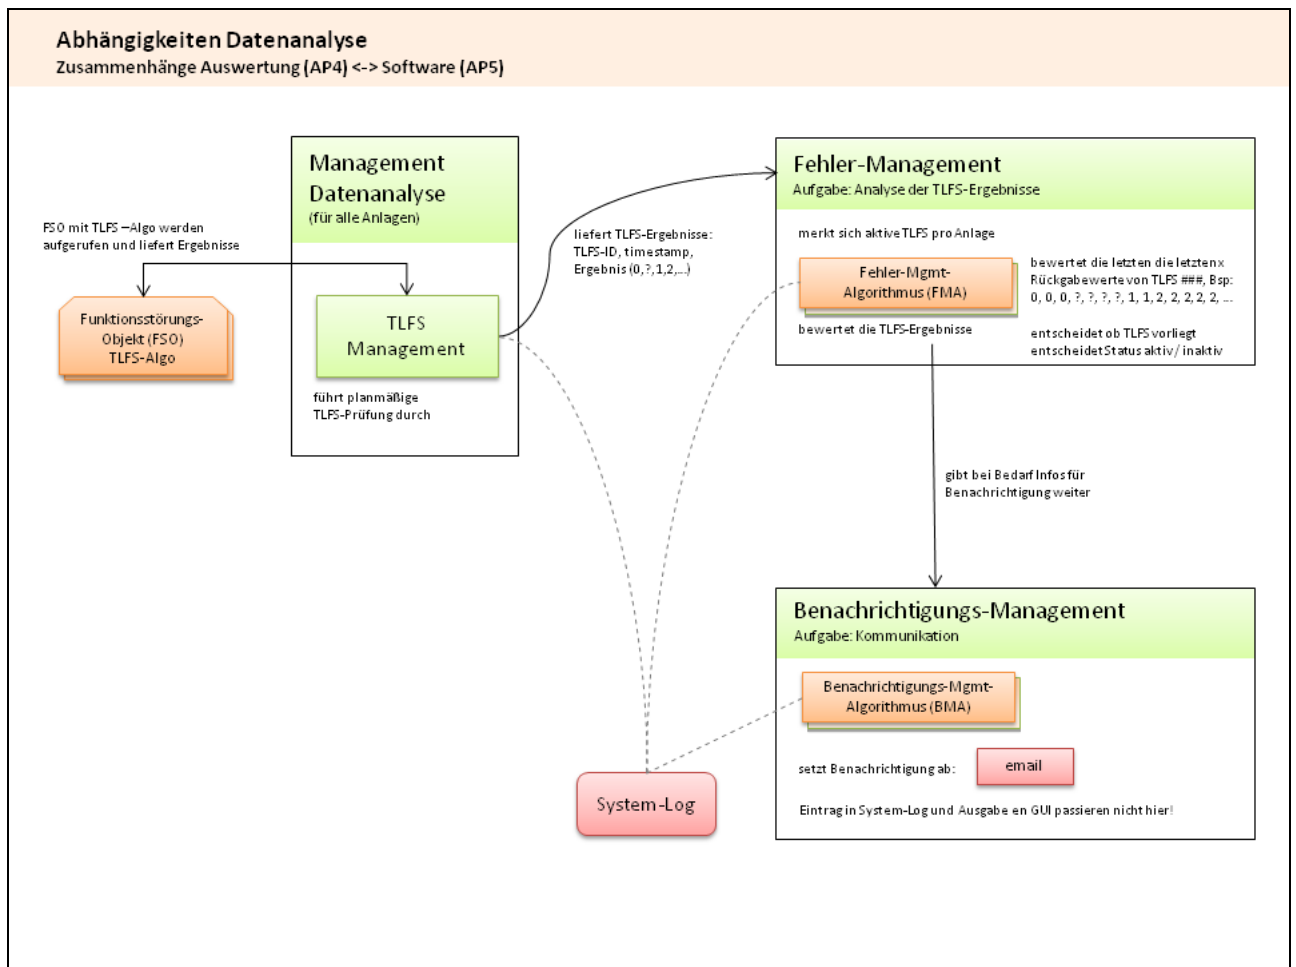 Abhängigkeiten Datenanalyse
Zusammenhänge Auswertung (AP4) <-> Software (AP5)
Management
Datenanalyse
(für alle Anlagen)
FSO mit TLFS –Algo werden
aufgerufen und liefert Ergebnisse
Funktionsstörungs-
Objekt (FSO)
TLFS-Algo
TLFS
Management
führt planmäßige
TLFS-Prüfung durch
liefert TLFS-Ergebnisse:
TLFS-ID, timestamp,
Ergebnis (0,?,1,2,...)
Fehler-Management
Aufgabe: Analyse der TLFS-Ergebnisse
merkt sich aktive TLFS pro Anlage
Fehler-Mgmt-
Algorithmus (FMA)
bewertet die TLFS-Ergebnisse
bewertet die letzten die letzten x
Rückgabewerte von TLFS ###, Bsp:
0, 0, 0, ?, ?, ?, ?, 1, 1, 2, 2, 2, 2, 2, ...
entscheidet ob TLFS vorliegt
entscheidet Status aktiv / inaktiv
gibt bei Bedarf Infos für
Benachrichtigung weiter
Benachrichtigungs-Management
Aufgabe: Kommunikation
Benachrichtigungs-Mgmt-
Algorithmus (BMA)
setzt Benachrichtigung ab:
email
Eintrag in System-Log und Ausgabe en GUI passieren nicht hier!
System-Log